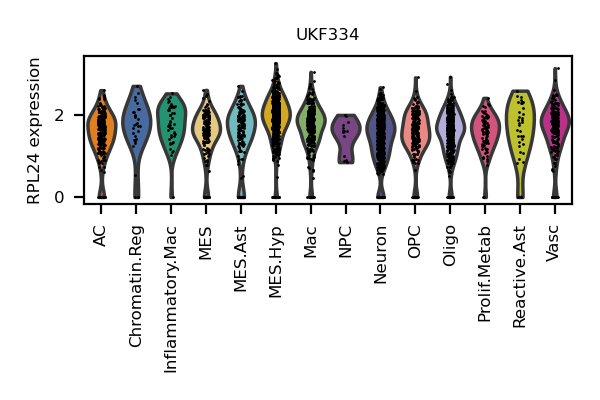 UKF334
RPL24 expression
2
0
AC
Chromatin.Reg
Inflammatory.Mac
MES
MES.Ast
MES.Hyp
Mac
NPC
Neuron
OPC
Oligo
Prolif.Metab
Reactive.Ast
Vasc